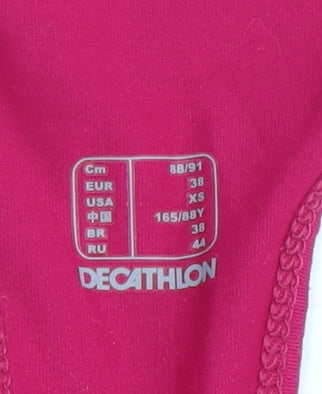 Cm 88/91
EUR 38
USA XS
中国 165/88Y
BR 38
RU 44
DECATHLON